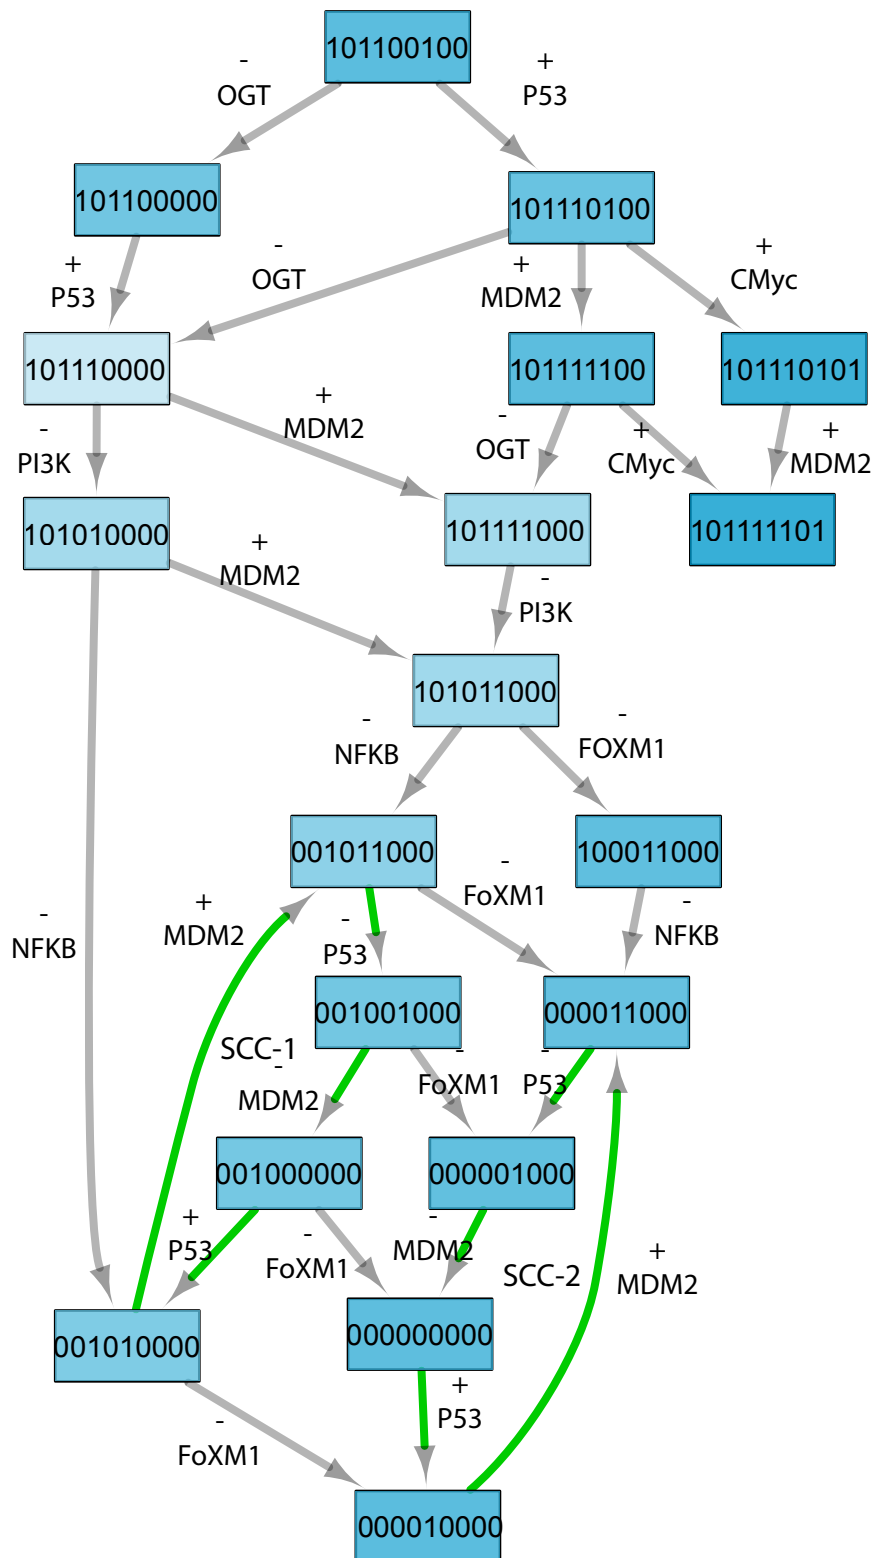 101100100
-
OGT
+
P53
101100000
101110100
+
P53
-
OGT
+
MDM2
+
CMyc
101110000
101111100
101110101
-
PI3K
+
MDM2
-
OGT
+
CMyc
+
MDM2
101010000
101111000
101111101
+
MDM2
-
PI3K
101011000
-
NFKB
-
FOXM1
001011000
100011000
-
NFKB
+
MDM2
-
P53
-
FoXM1
-
NFKB
001001000
000011000
SCC-1
-
MDM2
-
FoXM1
-
P53
001000000
000001000
+
P53
-
FoXM1
-
MDM2
SCC-2
+
MDM2
001010000
000000000
-
FoXM1
+
P53
000010000